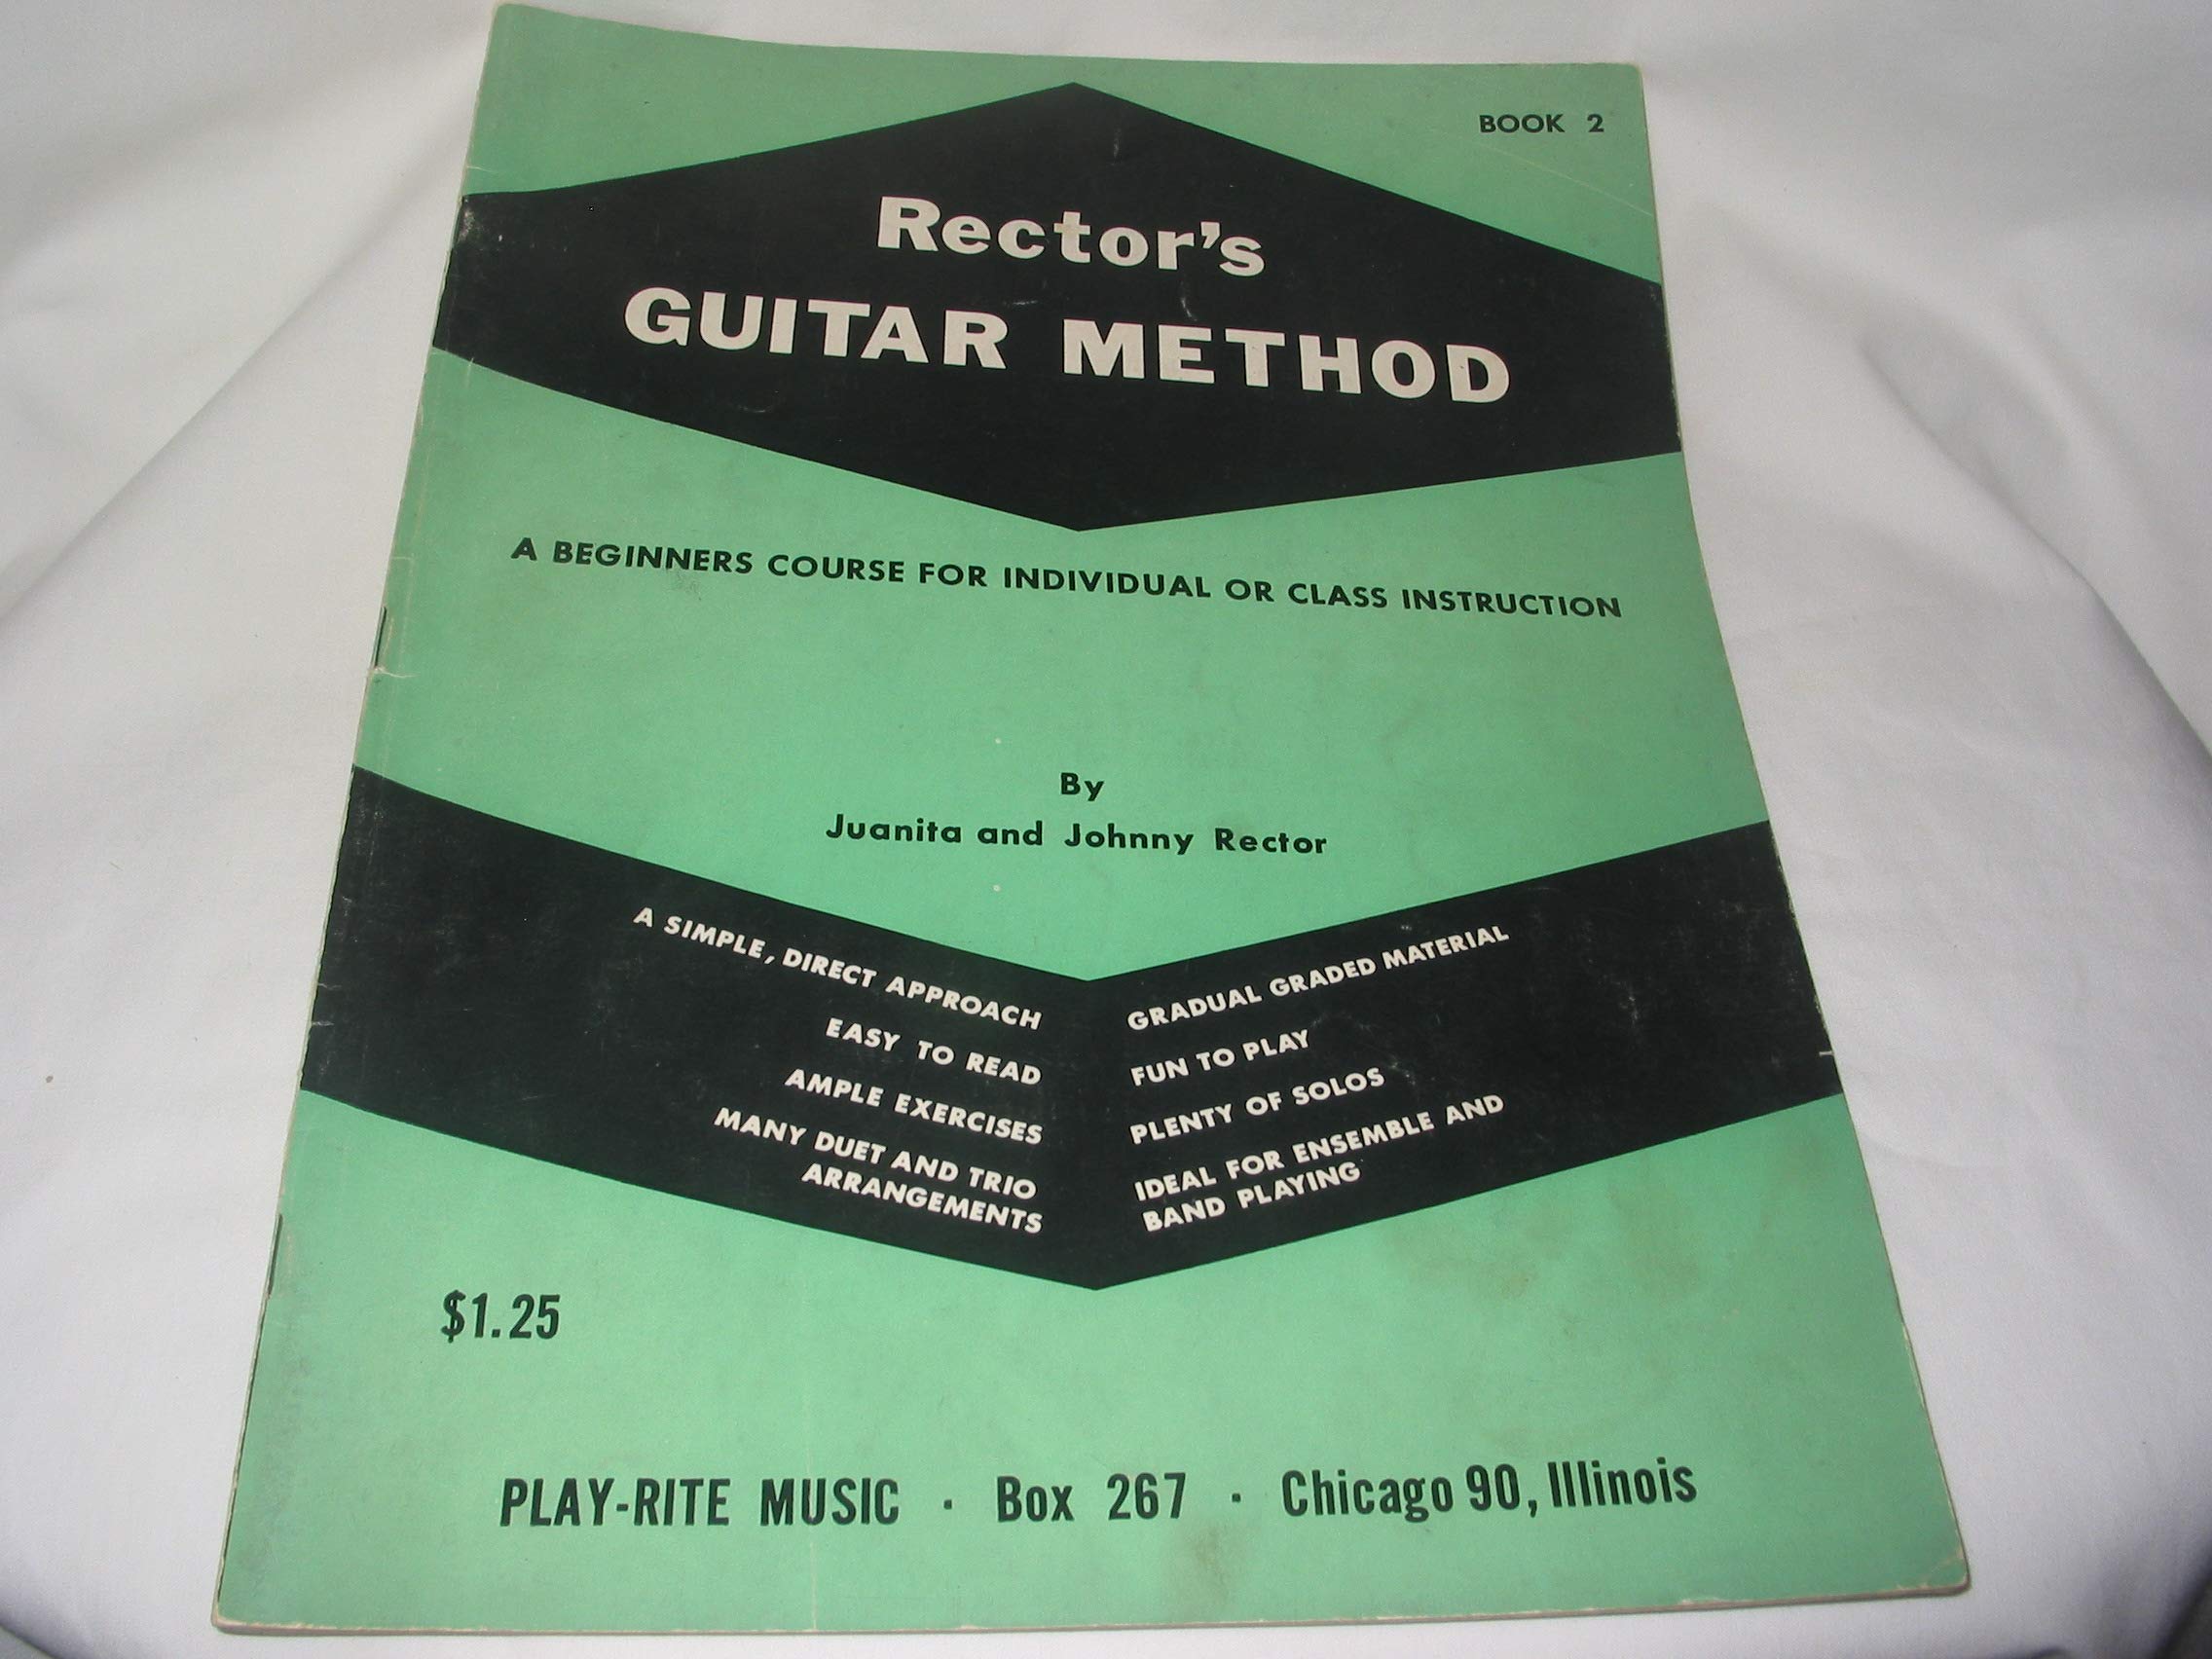 BOOK 2
Rector's
GUITAR METHOD
A BEGINNERS COURSE FOR INDIVIDUAL OR CLASS INSTRUCTION
By
Juanita and Johnny Rector
A SIMPLE, DIRECT APPROACH
EASY TO READ
AMPLE EXERCISES
MANY DUET AND TRIO
ARRANGEMENTS
GRADUAL GRADED MATERIAL
FUN TO PLAY
PLENTY OF SOLOS
IDEAL FOR ENSEMBLE AND
BAND PLAYING
$1.25
PLAY-RITE MUSIC · Box 267 · Chicago 90, Illinois